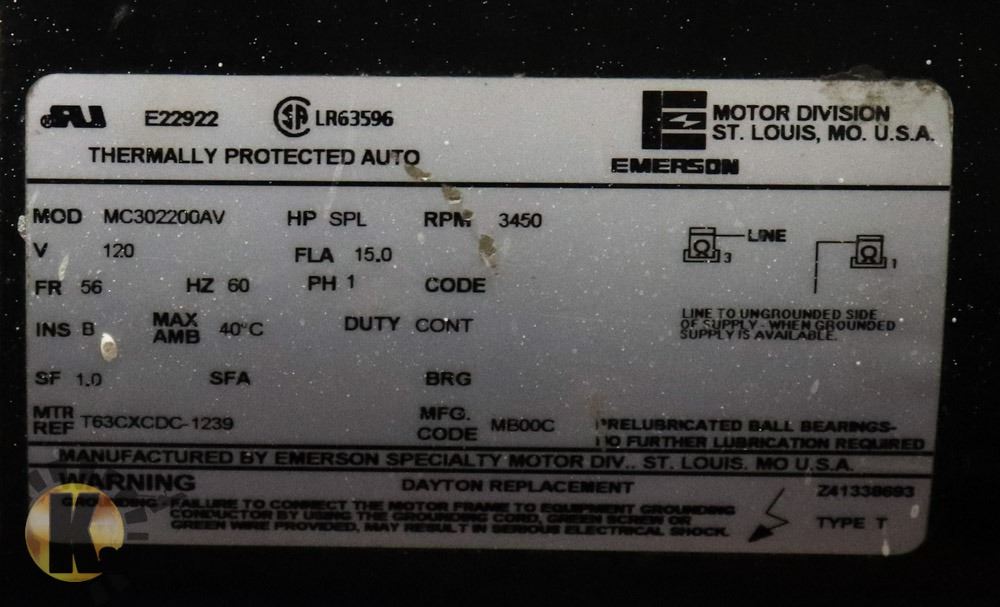 RU E22922 SA LR63596
MOTOR DIVISION
ST. LOUIS, MO. U.S.A.
THERMALLY PROTECTED AUTO
EMERSON
MOD MC302200AV HP SPL RPM 3450
V 120 FLA 15.0
LINE
3
1
FR 56 HZ 60 PH 1 CODE
LINE TO UNGROUNDED SIDE
OF SUPPLY - WHEN GROUNDED
SUPPLY IS AVAILABLE.
INS B MAX AMB 40°C DUTY CONT
SF 1.0 SFA BRG
MTR REF T63CXCDC-1239 MFG. CODE MB00C
PRELUBRICATED BALL BEARINGS-
NO FURTHER LUBRICATION REQUIRED
MANUFACTURED BY EMERSON SPECIALTY MOTOR DIV., ST. LOUIS, MO U.S.A.
WARNING DAYTON REPLACEMENT Z41338693
GROUNDING FAILURE TO CONNECT THE MOTOR FRAME TO EQUIPMENT GROUNDING
CONDUCTOR BY USING THE GROUNDING CORD, GREEN SCREW OR
GREEN WIRE PROVIDED, MAY RESULT IN SERIOUS ELECTRICAL SHOCK.
TYPE T
K